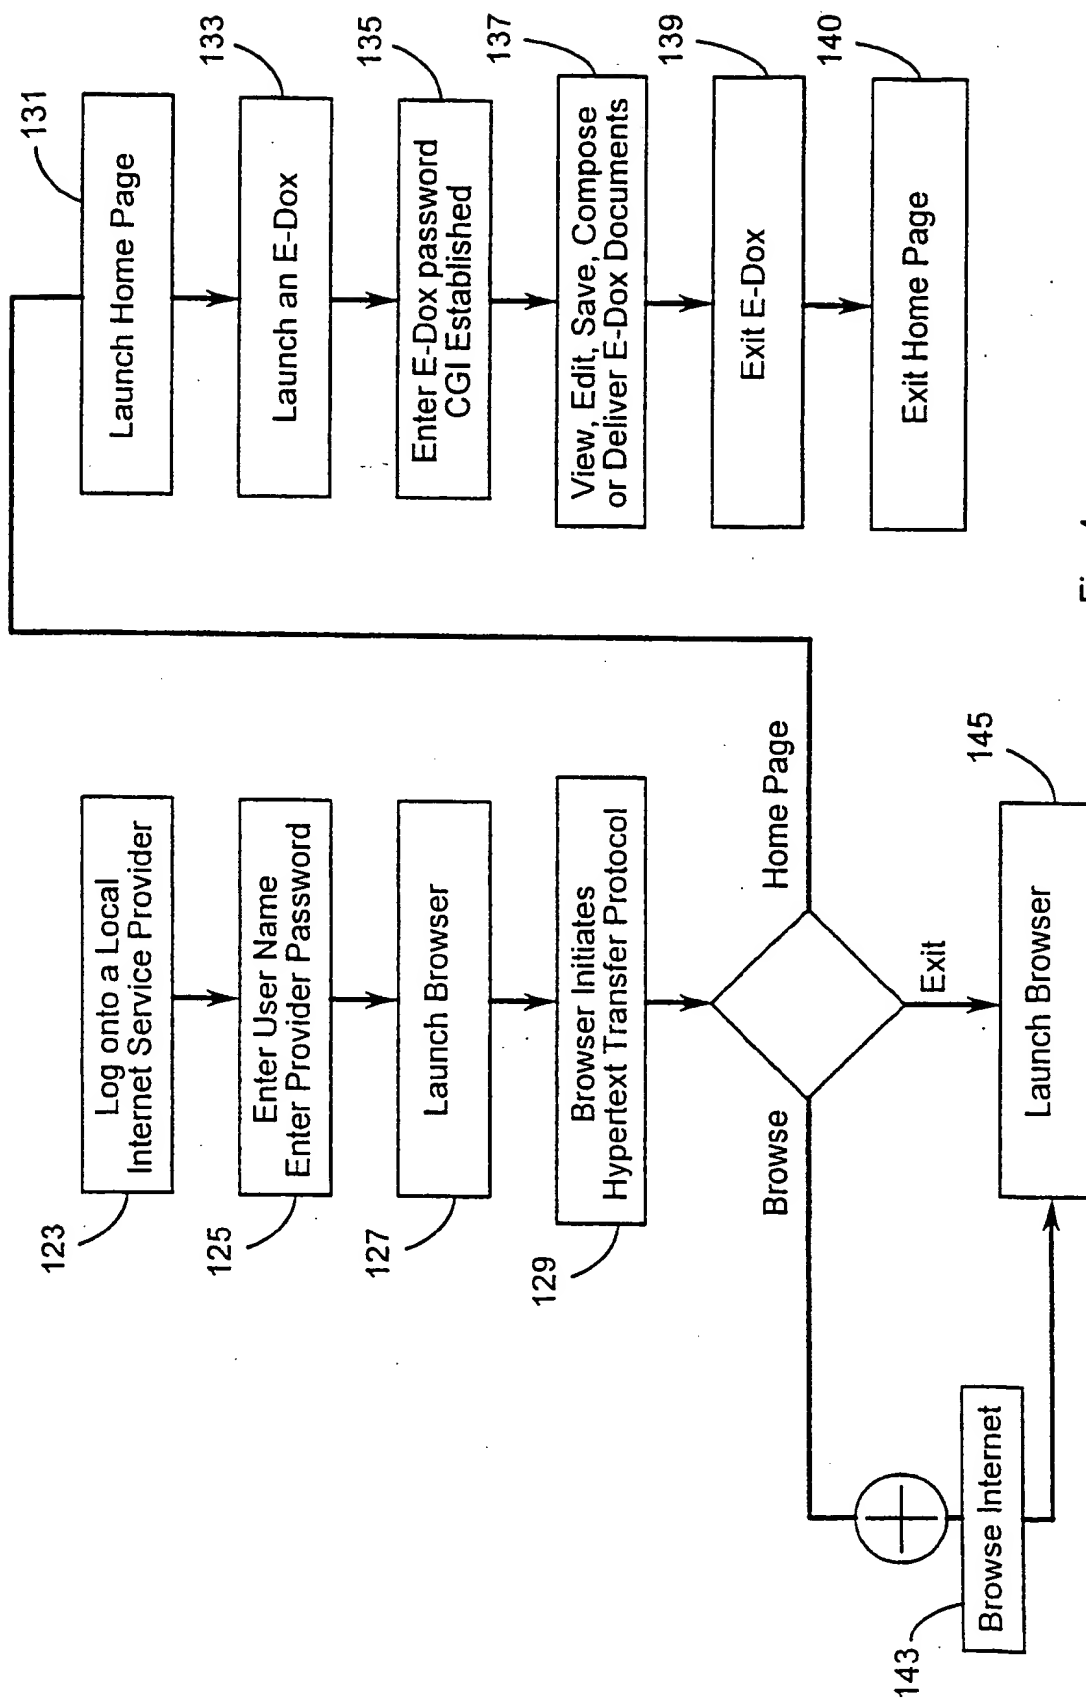 123
Log onto a Local
Internet Service Provider
125
Enter User Name
Enter Provider Password
127
Launch Browser
129
Browser Initiates
Hypertext Transfer Protocol
Browse
Home Page
Exit
143
Browse Internet
145
Launch Browser
131
Launch Home Page
133
Launch an E-Dox
135
Enter E-Dox password
CGI Established
137
View, Edit, Save, Compose
or Deliver E-Dox Documents
139
Exit E-Dox
140
Exit Home Page